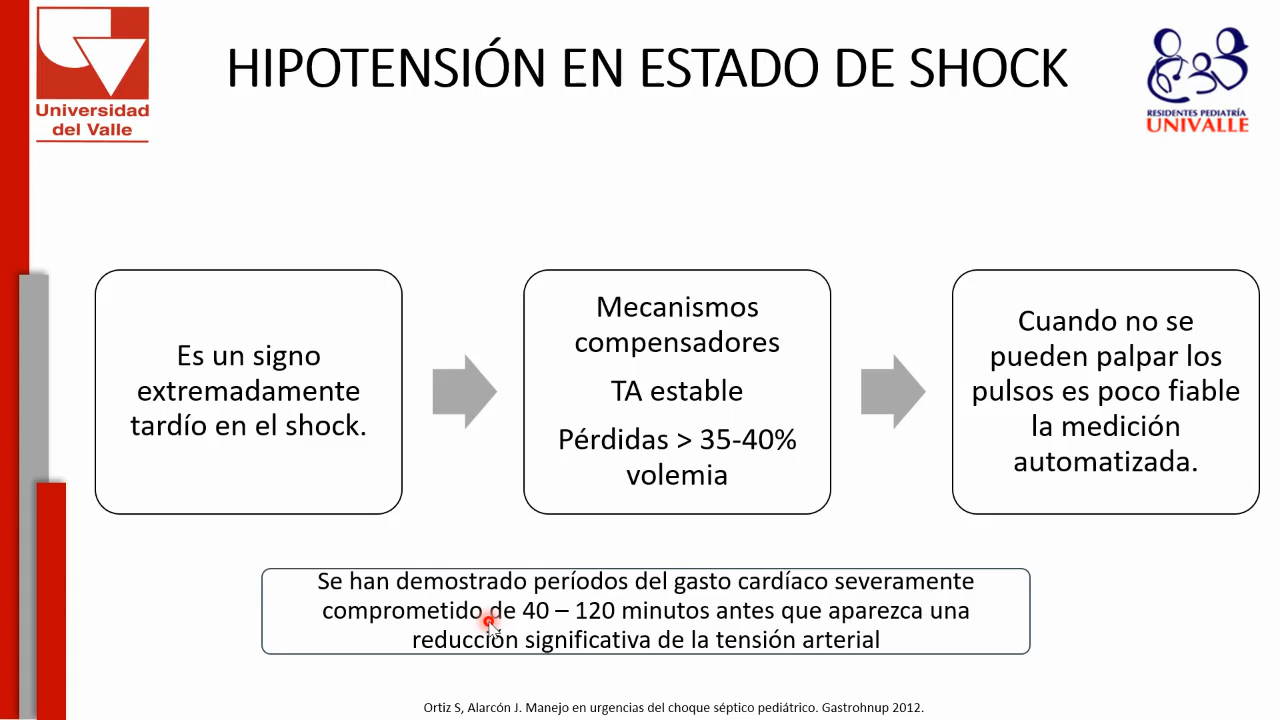 Universidad
del Valle
HIPOTENSIÓN EN ESTADO DE SHOCK
RESIDENTES PEDIATRÍA
UNIVALLE
Es un signo
extremadamente
tardío en el shock.
Mecanismos
compensadores
TA estable
Pérdidas > 35-40%
volemia
Cuando no se
pueden palpar los
pulsos es poco fiable
la medición
automatizada.
Se han demostrado períodos del gasto cardíaco severamente
comprometido de 40 – 120 minutos antes que aparezca una
reducción significativa de la tensión arterial
Ortiz S, Alarcón J. Manejo en urgencias del choque séptico pediátrico. Gastrohnup 2012.